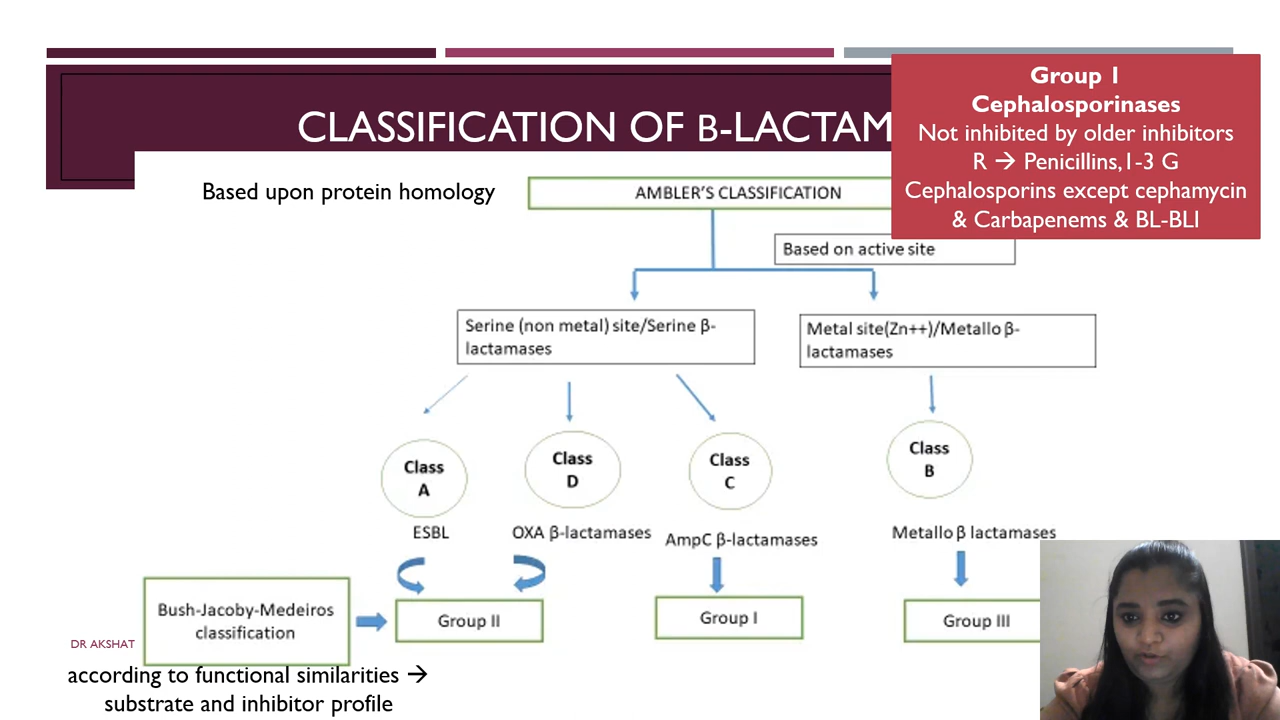 CLASSIFICATION OF B-LACTAM
Group 1
Cephalosporinases
Not inhibited by older inhibitors
R → Penicillins,1-3 G
Cephalosporins except cephamycin
& Carbapenems & BL-BLI
Based upon protein homology
AMBLER'S CLASSIFICATION
Based on active site
Serine (non metal) site/Serine β-
lactamases
Metal site(Zn++)/Metallo β-
lactamases
Class
A
Class
D
Class
C
Class
B
ESBL
OXA β-lactamases
AmpC β-lactamases
Metallo β lactamases
Bush-Jacoby-Medeiros
classification
Group II
Group I
Group III
DR AKSHAT
according to functional similarities →
substrate and inhibitor profile